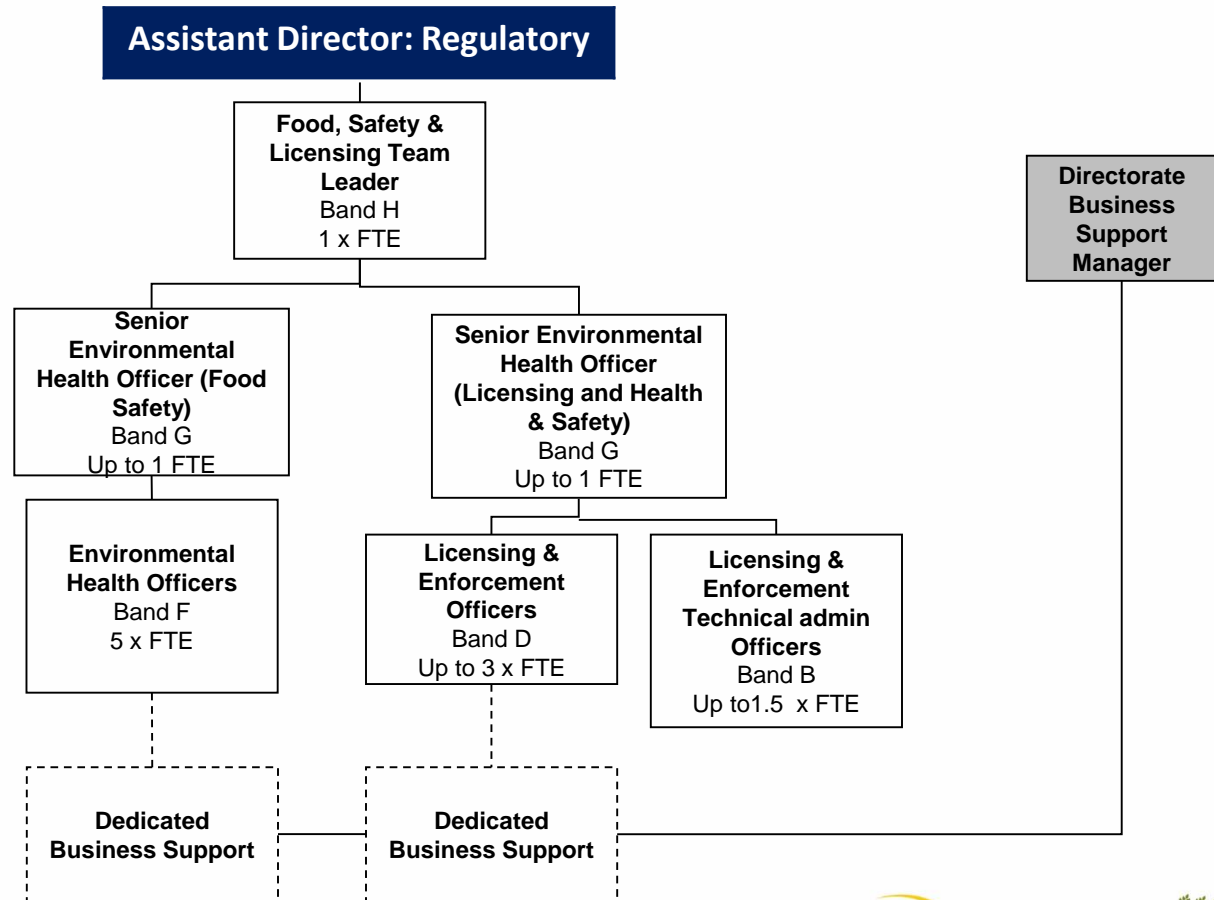 Assistant Director: Regulatory
Food, Safety &
Licensing Team
Leader
Band H
1 x FTE
Directorate
Business
Support
Manager
Senior
Environmental
Health Officer (Food
Safety)
Band G
Up to 1 FTE
Senior Environmental
Health Officer
(Licensing and Health
& Safety)
Band G
Up to 1 FTE
Environmental
Health Officers
Band F
5 x FTE
Licensing &
Enforcement
Officers
Band D
Up to 3 x FTE
Licensing &
Enforcement
Technical admin
Officers
Band B
Up to1.5 x FTE
Dedicated
Business Support
Dedicated
Business Support